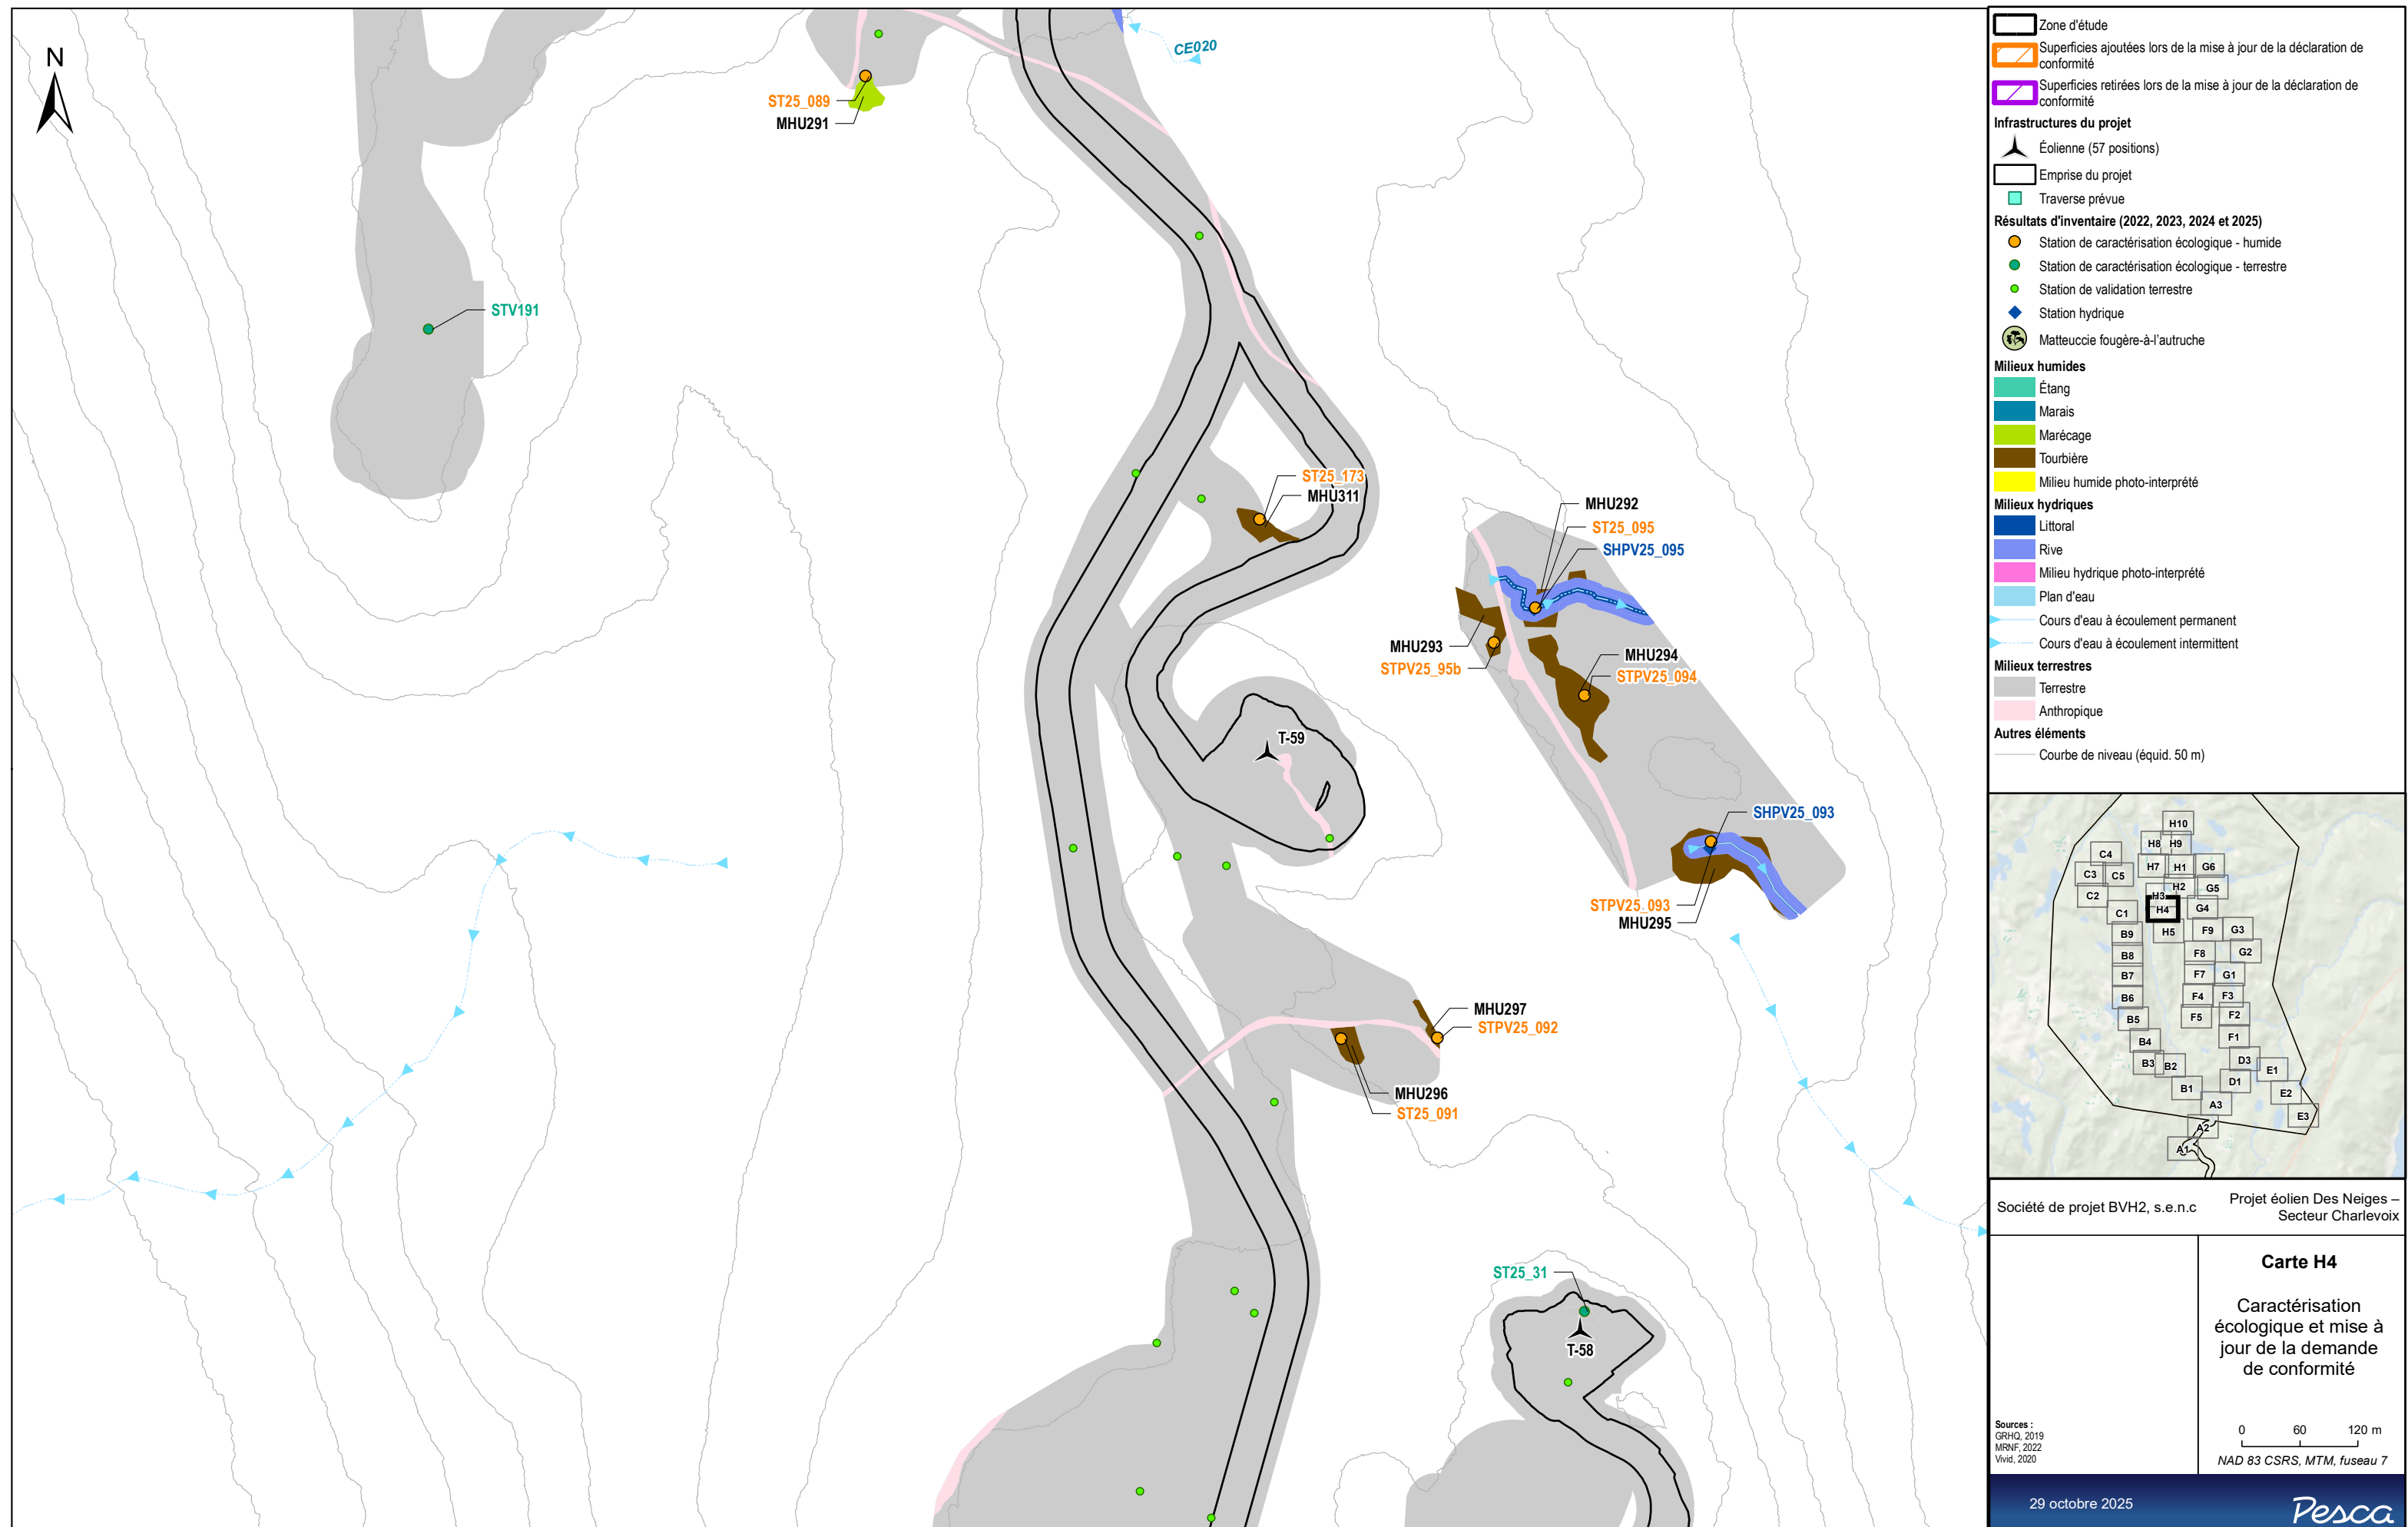 N
CE020
ST25_089
MHU291
STV191
ST25_173
MHU311
MHU292
ST25_095
SHPV25_095
MHU293
STPV25_95b
MHU294
STPV25_094
T-59
SHPV25_093
STPV25_093
MHU295
MHU297
STPV25_092
MHU296
ST25_091
ST25_31
T-58
Zone d'étude
Superficies ajoutées lors de la mise à jour de la déclaration de
conformité
Superficies retirées lors de la mise à jour de la déclaration de
conformité
Infrastructures du projet
Éolienne (57 positions)
Emprise du projet
Traverse prévue
Résultats d'inventaire (2022, 2023, 2024 et 2025)
Station de caractérisation écologique - humide
Station de caractérisation écologique - terrestre
Station de validation terrestre
Station hydrique
Matteuccie fougère-à-l'autruche
Milieux humides
Étang
Marais
Marécage
Tourbière
Milieu humide photo-interprété
Milieux hydriques
Littoral
Rive
Milieu hydrique photo-interprété
Plan d'eau
Cours d'eau à écoulement permanent
Cours d'eau à écoulement intermittent
Milieux terrestres
Terrestre
Anthropique
Autres éléments
Courbe de niveau (équid. 50 m)
H10
H8 H9
C4
H7 H1 G6
C3 C5
H2 G5
C2 H3
H4 G4
C1
B9 H5 F9 G3
B8 F8 G2
B7 F7 G1
B6 F4 F3
B5 F5 F2
B4 F1
B3 B2 D3 E1
B1 D1
E2
A3
E3
A2
A1
Société de projet BVH2, s.e.n.c
Projet éolien Des Neiges –
Secteur Charlevoix
Carte H4
Caractérisation
écologique et mise à
jour de la demande
de conformité
Sources :
GRHQ, 2019
MRNF, 2022
Vivid, 2020
0 60 120 m
NAD 83 CSRS, MTM, fuseau 7
29 octobre 2025
Pesca